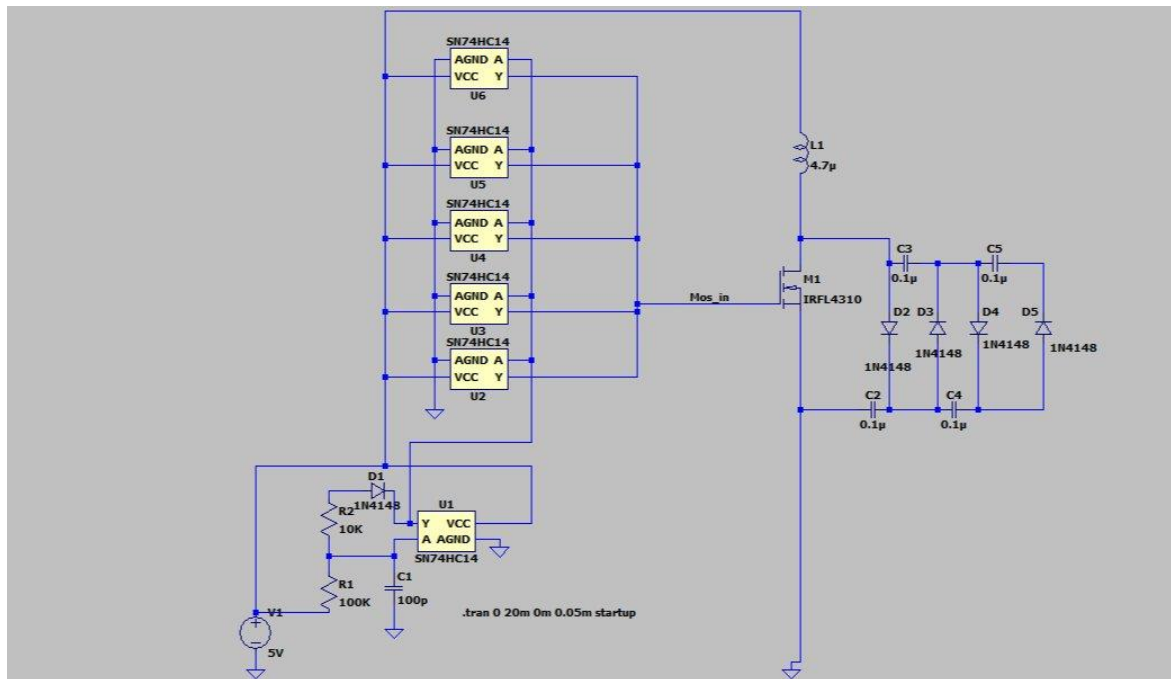 SN74HC14
AGND A
VCC Y
U6
SN74HC14
AGND A
VCC Y
U5
SN74HC14
AGND A
VCC Y
U4
SN74HC14
AGND A
VCC Y
U3
SN74HC14
AGND A
VCC Y
U2
L1
4.7µ
Mos_in
M1
IRFL4310
C3
0.1µ
C5
0.1µ
D2
1N4148
D3
1N4148
D4
1N4148
D5
1N4148
C2
0.1µ
C4
0.1µ
D1
1N4148
R2
10K
U1
Y VCC
A AGND
SN74HC14
R1
100K
C1
100p
V1
5V
.tran 0 20m 0m 0.05m startup